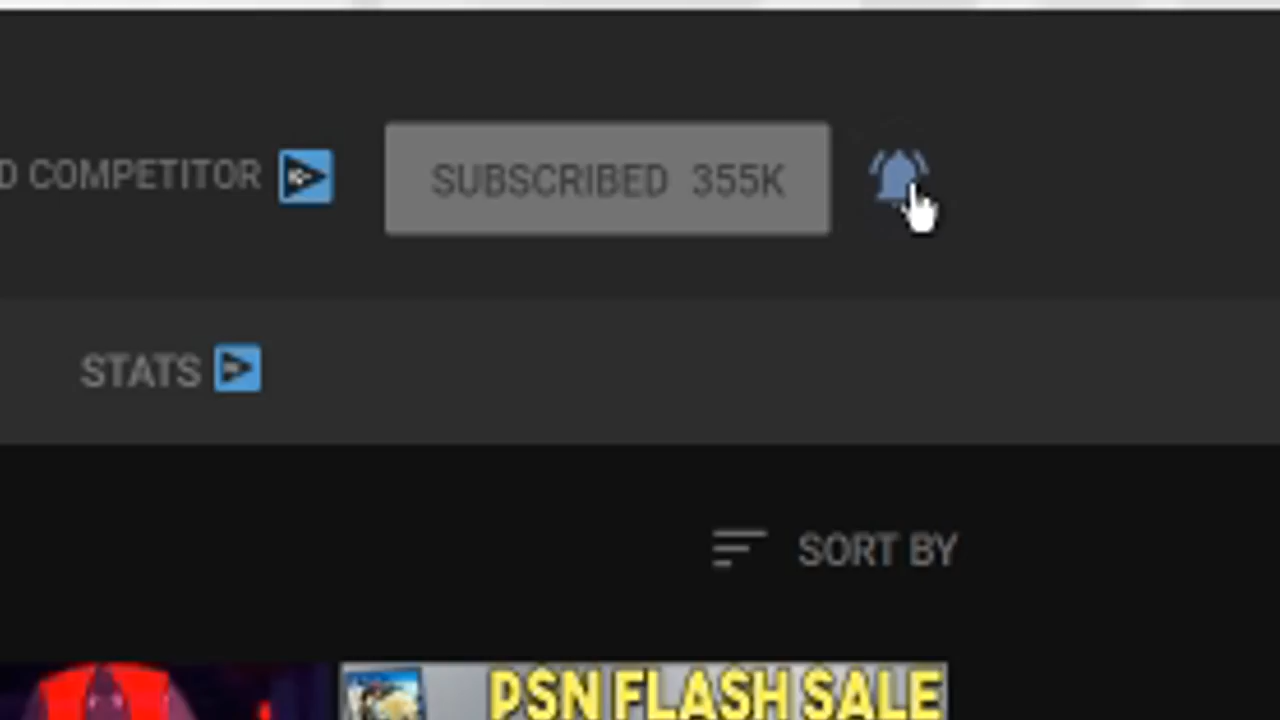 D COMPETITOR
SUBSCRIBED 355K
STATS
SORT BY
PSN FLASH SALE